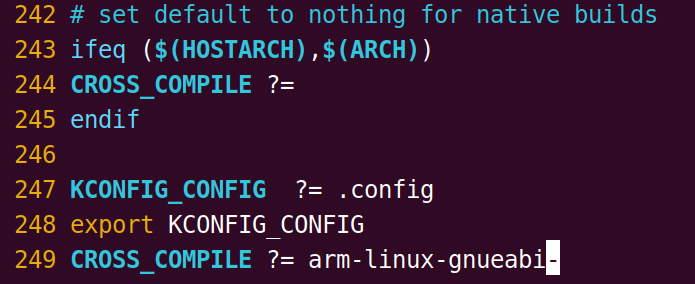 242 # set default to nothing for native builds
243 ifeq ($(HOSTARCH),$(ARCH))
244 CROSS_COMPILE ?=
245 endif
246
247 KCONFIG_CONFIG  ?= .config
248 export KCONFIG_CONFIG
249 CROSS_COMPILE ?= arm-linux-gnueabi-